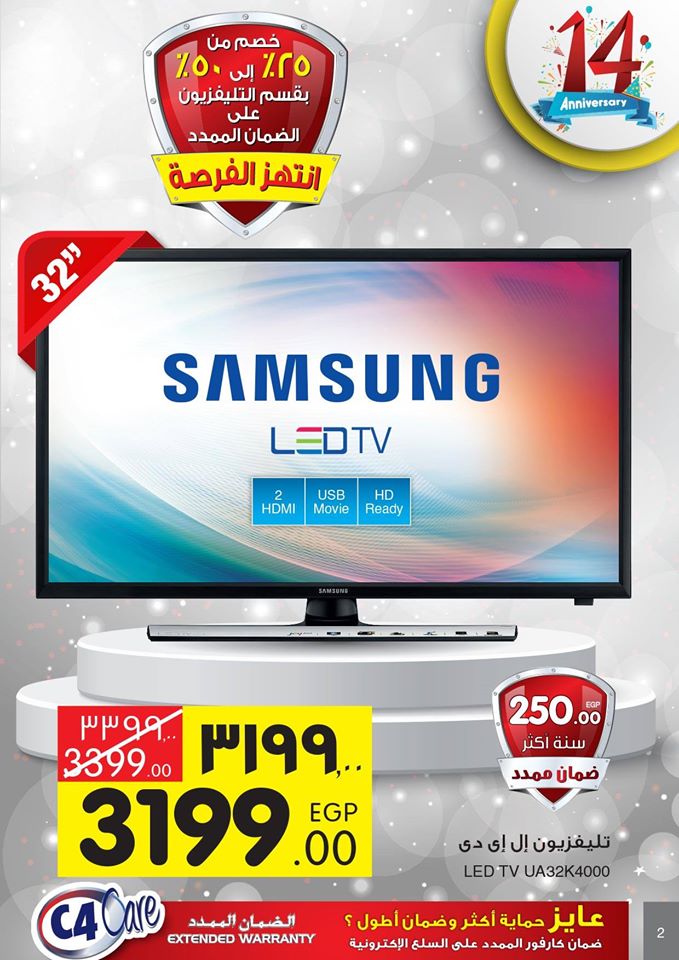 خصم من
٢٥٪ إلى ٥٠٪
بقسم التليفزيون
على
الضمان الممدد
انتهز الفرصة
14
Anniversary
32”
SAMSUNG
LED TV
2 HDMI
USB Movie
HD Ready
SAMSUNG
٣٣٩٩,٠٠
3399.00
٣١٩٩,٠٠
3199.00 EGP
250.00 EGP
سنة أكثر
ضمان ممدد
تليفزيون إل إى دى
LED TV UA32K4000
C4 Care
الضمان الممدد
EXTENDED WARRANTY
عايز حماية أكثر وضمان أطول ؟
ضمان كارفور الممدد على السلع الإلكترونية
2